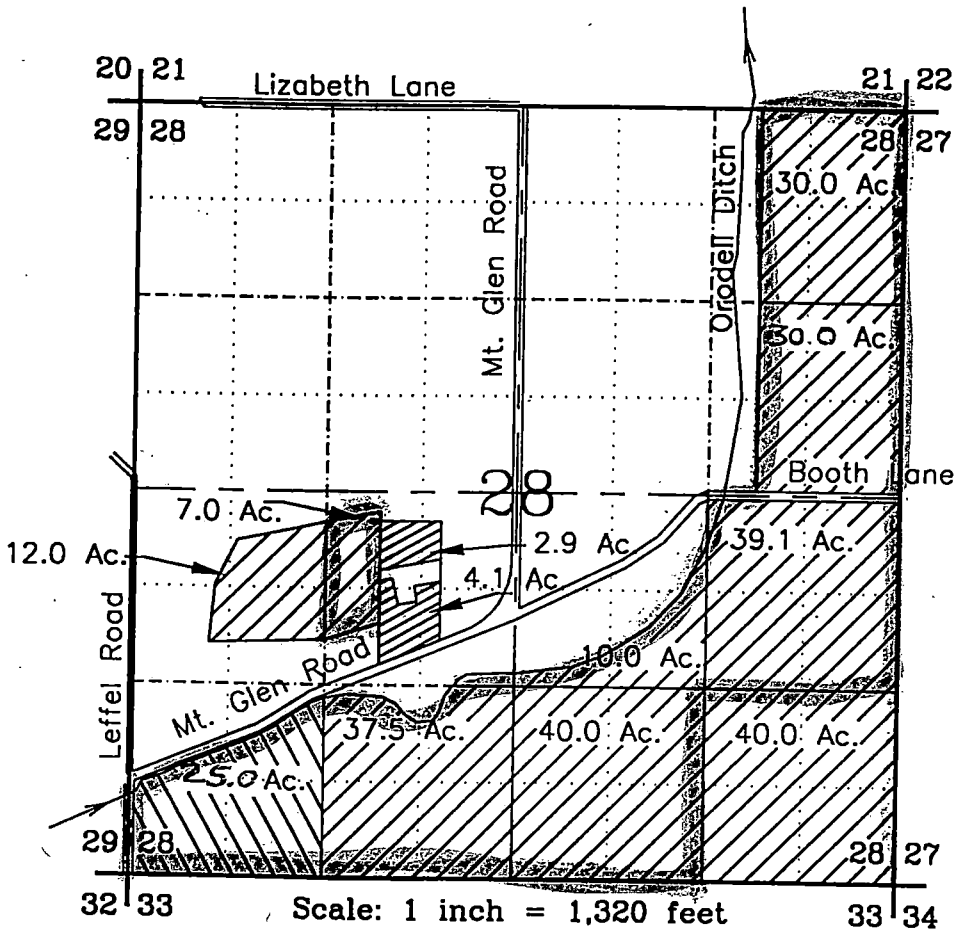 20 21
21 22
Lizabeth Lane
29 28
28 27
30.0 Ac.
Mt. Glen Road
Orodell Ditch
30.0 Ac.
Booth Lane
28
7.0 Ac.
12.0 Ac.
2.9 Ac
39.1 Ac.
4.1 Ac
Leffel Road
Mt. Glen Road
10.0 Ac.
37.5 Ac.
40.0 Ac.
40.0 Ac.
25.0 Ac.
29 28
28 27
32 33
Scale: 1 inch = 1,320 feet
33 34